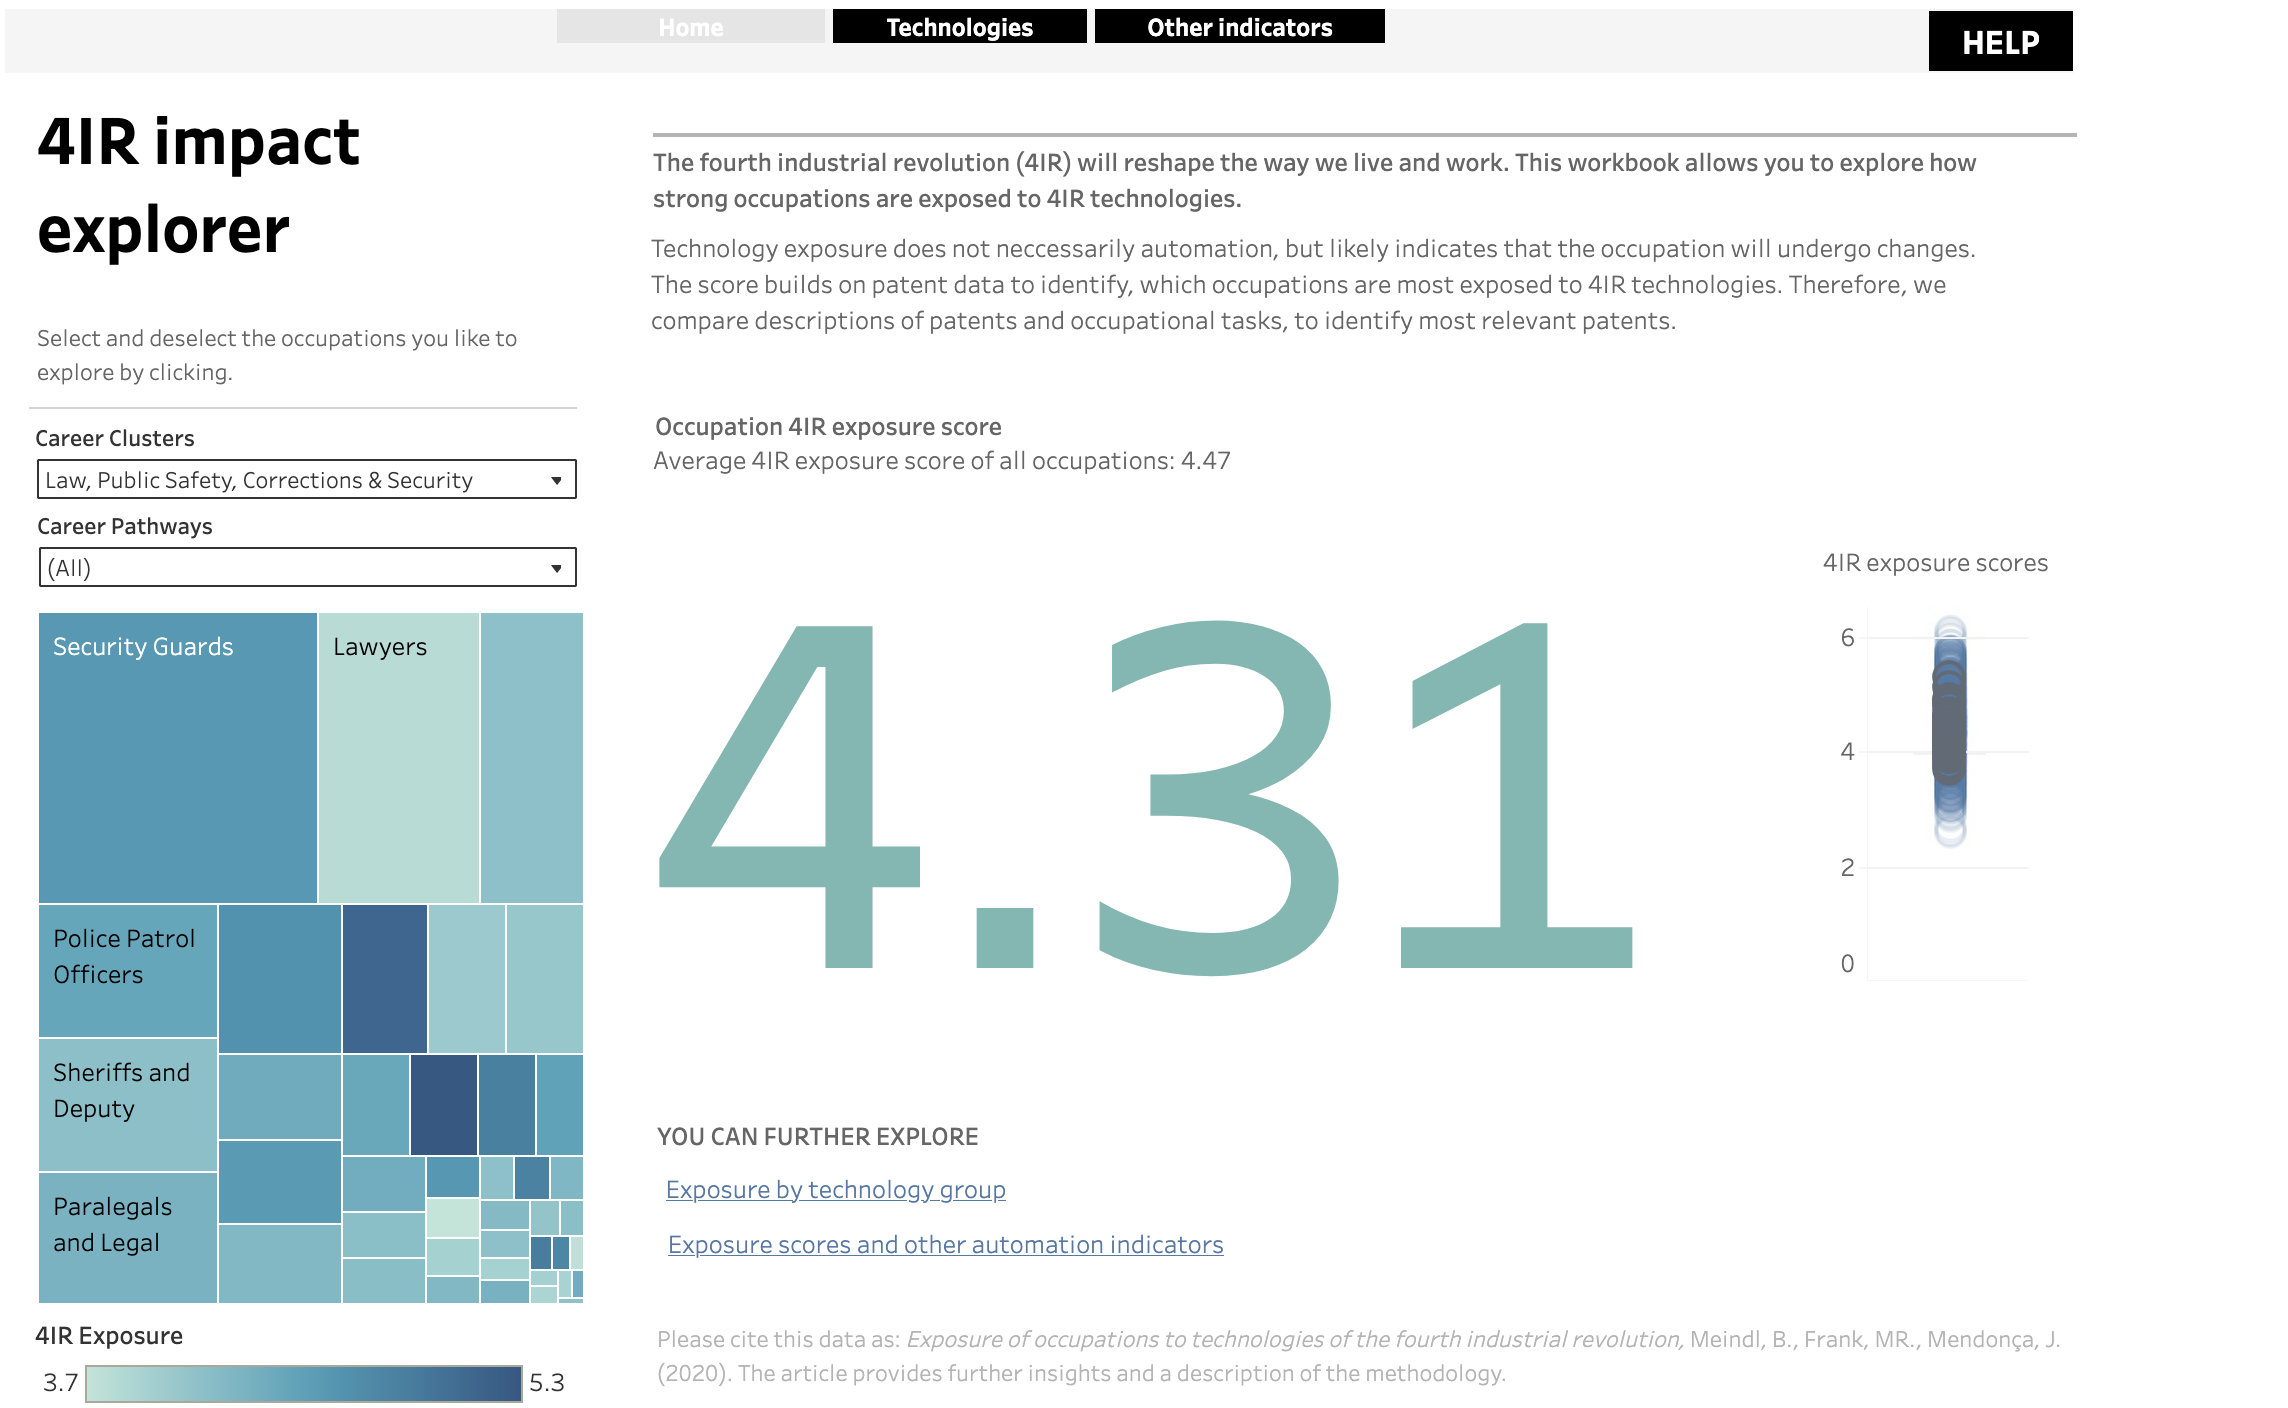 Home
Technologies
Other indicators
HELP
4IR impact
explorer
Select and deselect the occupations you like to
explore by clicking.
Career Clusters
Law, Public Safety, Corrections & Security
Career Pathways
(All)
Security Guards
Lawyers
Police Patrol
Officers
Sheriffs and
Deputy
Paralegals
and Legal
4IR Exposure
3.7
5.3
The fourth industrial revolution (4IR) will reshape the way we live and work. This workbook allows you to explore how
strong occupations are exposed to 4IR technologies.
Technology exposure does not neccessarily automation, but likely indicates that the occupation will undergo changes.
The score builds on patent data to identify, which occupations are most exposed to 4IR technologies. Therefore, we
compare descriptions of patents and occupational tasks, to identify most relevant patents.
Occupation 4IR exposure score
Average 4IR exposure score of all occupations: 4.47
4.31
4IR exposure scores
6
4
2
0
YOU CAN FURTHER EXPLORE
Exposure by technology group
Exposure scores and other automation indicators
Please cite this data as: Exposure of occupations to technologies of the fourth industrial revolution, Meindl, B., Frank, MR., Mendonça, J.
(2020). The article provides further insights and a description of the methodology.